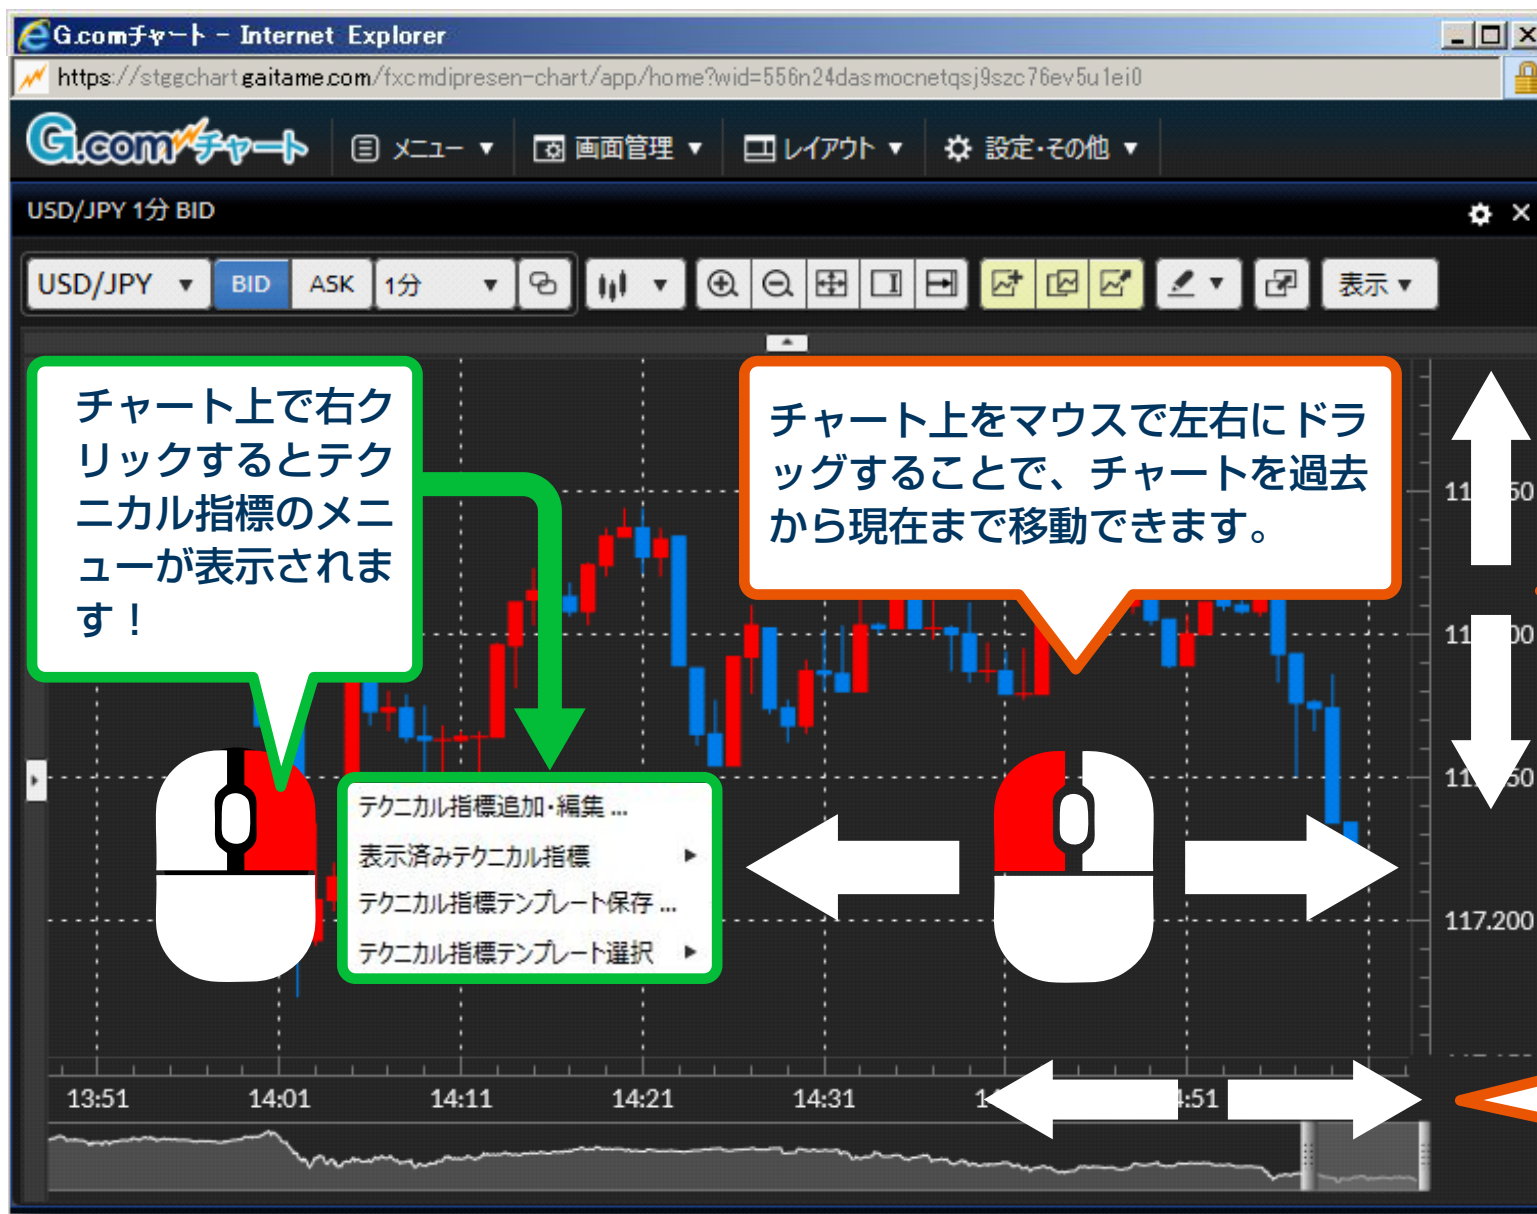 G.comチャート - Internet Explorer
https://stggchart.gaitame.com/fxcmdipresen-chart/app/home?wid=556n24dasmocnetqsj9szc76ev5u1ei0
G.comチャート メニュー ▼ 画面管理 ▼ レイアウト ▼ 設定・その他 ▼
USD/JPY 1分 BID
USD/JPY ▼ BID ASK 1分 ▼ 表示 ▼
チャート上で右ク
リックするとテク
ニカル指標のメニ
ューが表示されま
す！
チャート上をマウスで左右にドラ
ッグすることで、チャートを過去
から現在まで移動できます。
テクニカル指標追加・編集 ...
表示済みテクニカル指標
テクニカル指標テンプレート保存 ...
テクニカル指標テンプレート選択
117.200
13:51 14:01 14:11 14:21 14:31